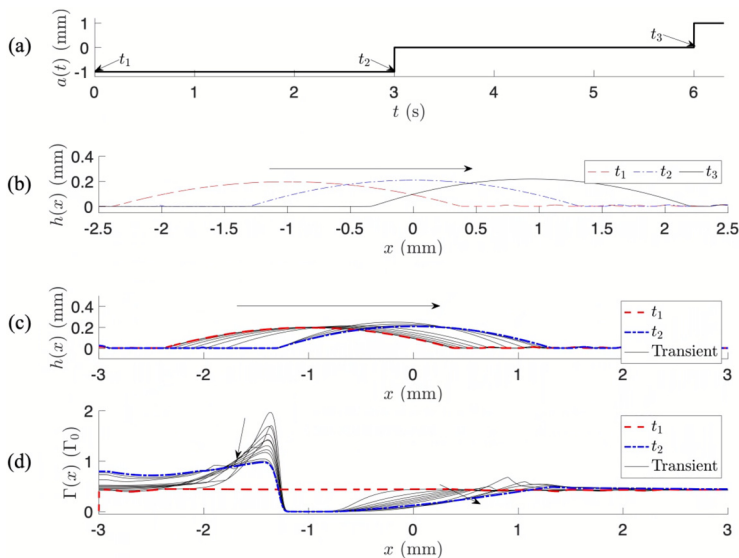 (a)
a(t) (mm)
1
0
-1
t₁
t₂
t₃
0 1 2 3 4 5 6
t (s)
(b)
h(x) (mm)
0.4
0.2
0
t₁ t₂ t₃
-2.5 -2 -1.5 -1 -0.5 0 0.5 1 1.5 2 2.5
x (mm)
(c)
h(x) (mm)
0.4
0.2
0
t₁
t₂
Transient
-3 -2 -1 0 1 2 3
x (mm)
(d)
Γ(x) (Γ₀)
2
1
0
t₁
t₂
Transient
-3 -2 -1 0 1 2 3
x (mm)